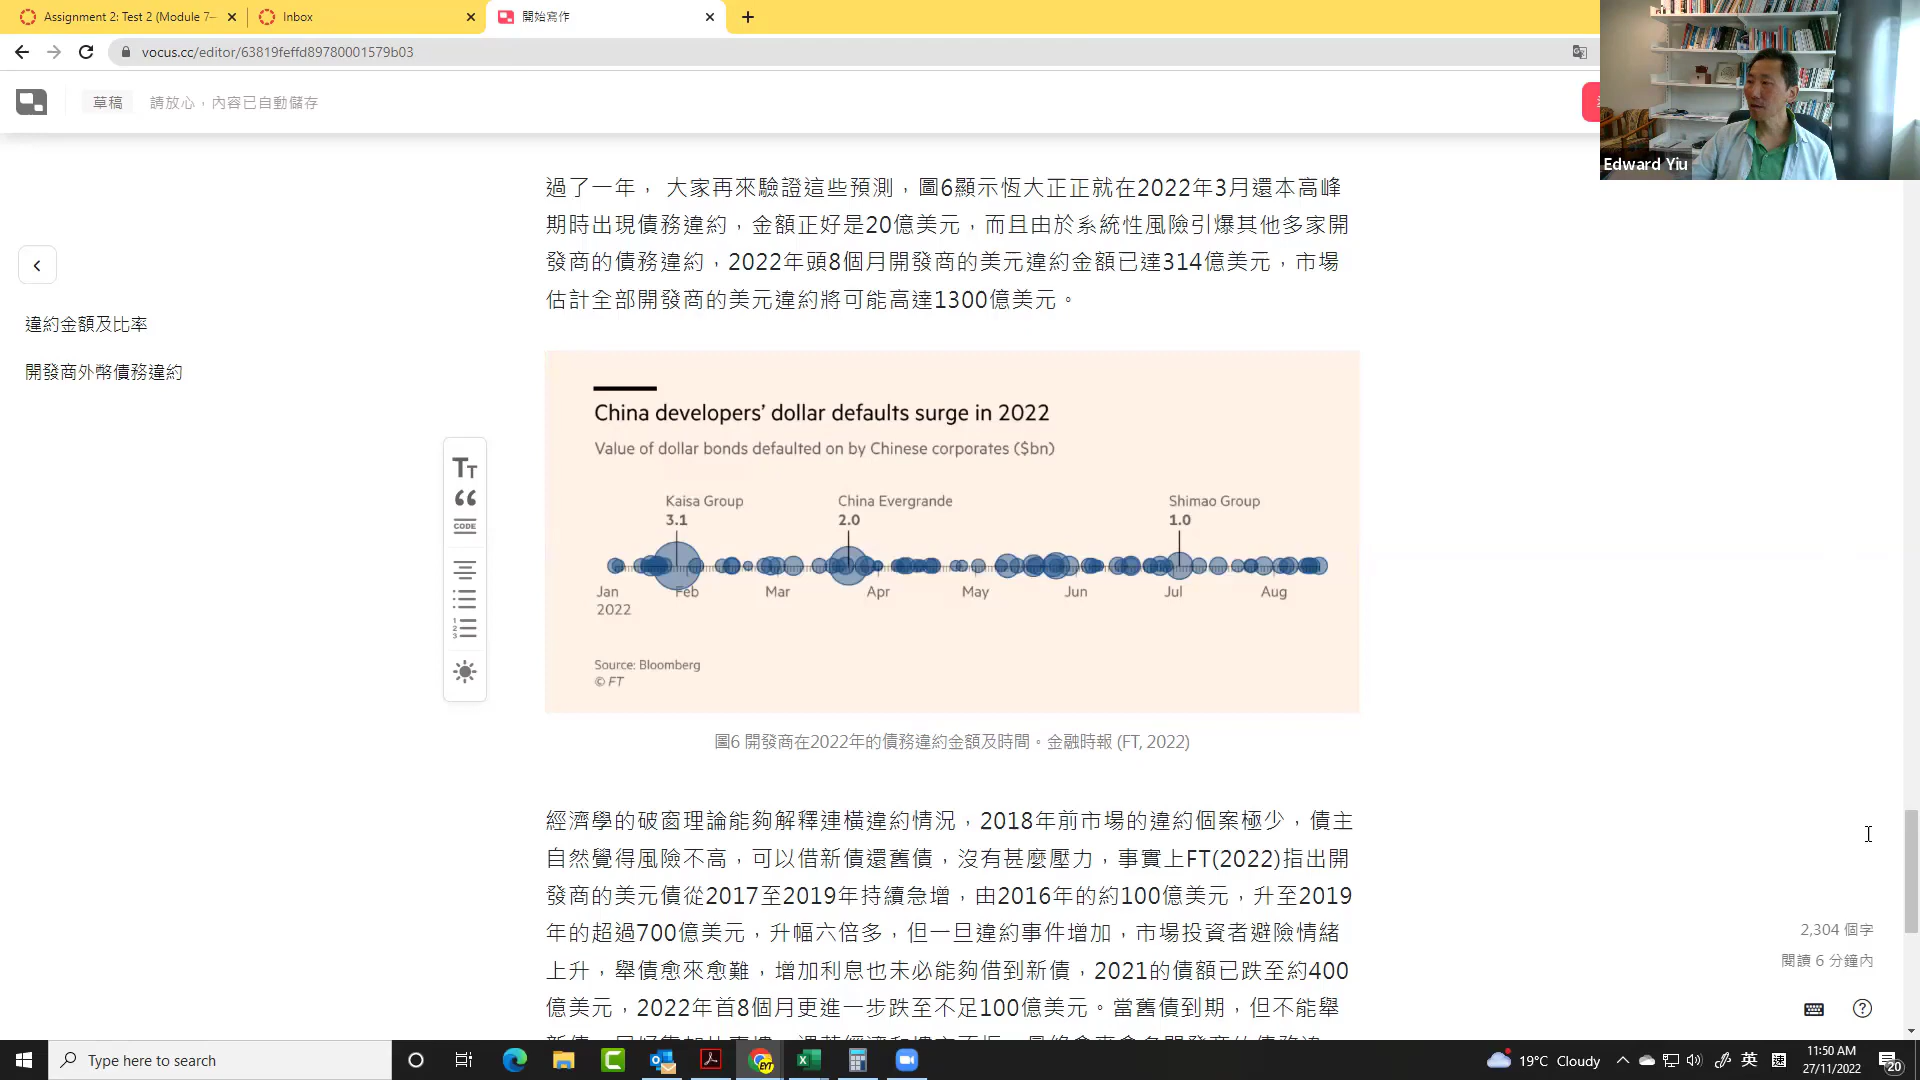 Assignment 2: Test 2 (Module 7–
Inbox
開始寫作
vocus.cc/editor/63819feffd89780001579b03
草稿
請放心，內容已自動儲存
Edward Yiu
過了一年， 大家再來驗證這些預測，圖6顯示恆大正正就在2022年3月還本高峰
期時出現債務違約，金額正好是20億美元，而且由於系統性風險引爆其他多家開
發商的債務違約，2022年頭8個月開發商的美元違約金額已達314億美元，市場
估計全部開發商的美元違約將可能高達1300億美元。
違約金額及比率
開發商外幣債務違約
China developers’ dollar defaults surge in 2022
Value of dollar bonds defaulted on by Chinese corporates ($bn)
Kaisa Group
3.1
China Evergrande
2.0
Shimao Group
1.0
Jan Feb Mar Apr May Jun Jul Aug
2022
Source: Bloomberg
© FT
TT
CODE
圖6 開發商在2022年的債務違約金額及時間。金融時報 (FT, 2022)
經濟學的破窗理論能夠解釋連橫違約情況，2018年前市場的違約個案極少，債主
自然覺得風險不高，可以借新債還舊債，沒有甚麼壓力，事實上FT(2022)指出開
發商的美元債從2017至2019年持續急增，由2016年的約100億美元，升至2019
年的超過700億美元，升幅六倍多，但一旦違約事件增加，市場投資者避險情緒
上升，舉債愈來愈難，增加利息也未必能夠借到新債，2021的債額已跌至約400
億美元，2022年首8個月更進一步跌至不足100億美元。當舊債到期，但不能舉
2,304 個字
閱讀 6 分鐘內
Type here to search
19°C Cloudy
英
11:50 AM
27/11/2022
20